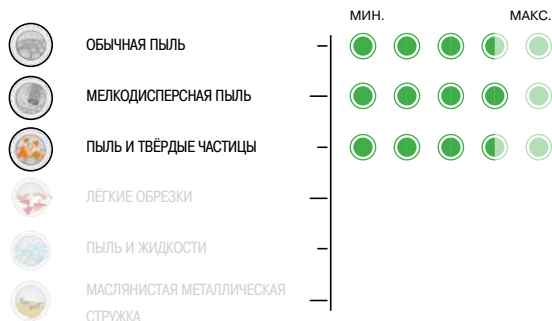 МИН. МАКС.
ОБЫЧНАЯ ПЫЛЬ
МЕЛКОДИСПЕРСНАЯ ПЫЛЬ
ПЫЛЬ И ТВЁРДЫЕ ЧАСТИЦЫ
ЛЁГКИЕ ОБРЕЗКИ
ПЫЛЬ И ЖИДКОСТИ
МАСЛЯНИСТАЯ МЕТАЛЛИЧЕСКАЯ
СТРУЖКА